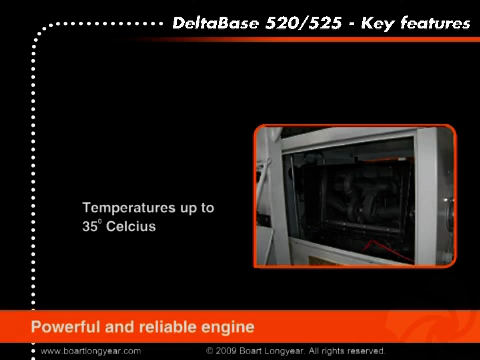 DeltaBase 520/525 - Key features
Temperatures up to
35° Celcius
Powerful and reliable engine
www.boartlongyear.com © 2009 Boart Longyear. All rights reserved.